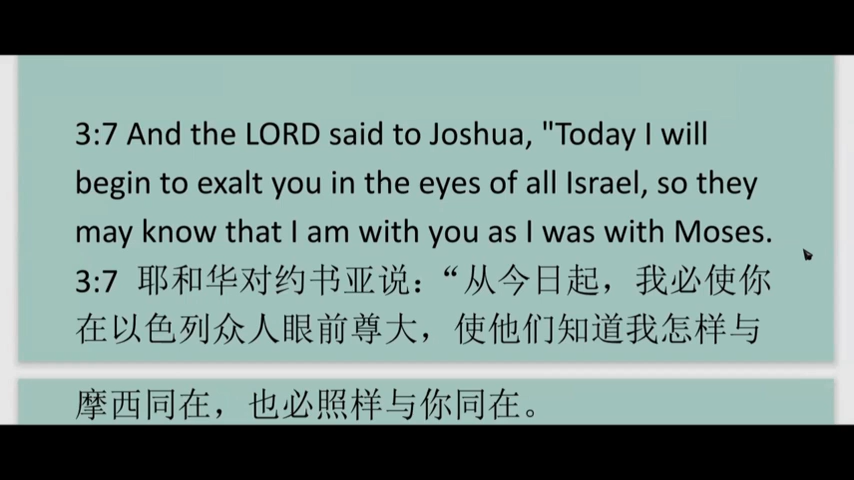 3:7 And the LORD said to Joshua, "Today I will
begin to exalt you in the eyes of all Israel, so they
may know that I am with you as I was with Moses.
3:7 耶和华对约书亚说：“从今日起，我必使你
在以色列众人眼前尊大，使他们知道我怎样与
摩西同在，也必照样与你同在。